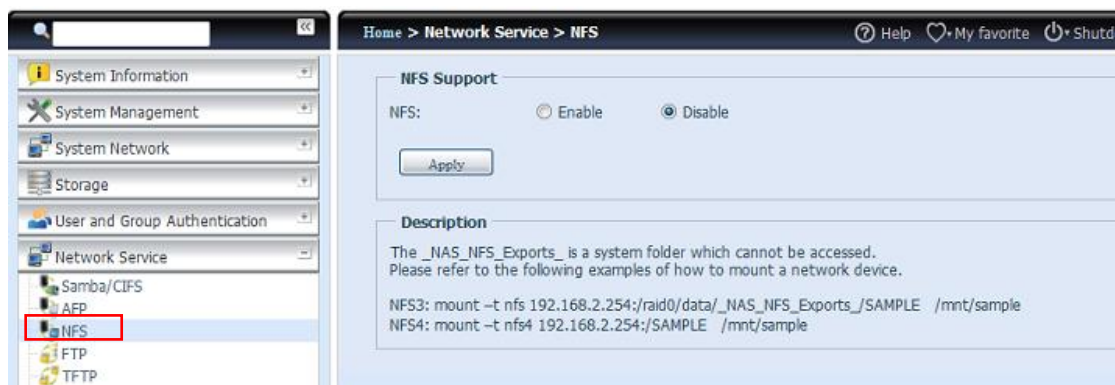 Home > Network Service > NFS
Help
My favorite
Shutd
System Information
System Management
System Network
Storage
User and Group Authentication
Network Service
Samba/CIFS
AFP
NFS
FTP
TFTP
NFS Support
NFS:
Enable
Disable
Apply
Description
The _NAS_NFS_Exports_ is a system folder which cannot be accessed.
Please refer to the following examples of how to mount a network device.
NFS3: mount –t nfs 192.168.2.254:/raid0/data/_NAS_NFS_Exports_/SAMPLE /mnt/sample
NFS4: mount –t nfs4 192.168.2.254:/SAMPLE /mnt/sample